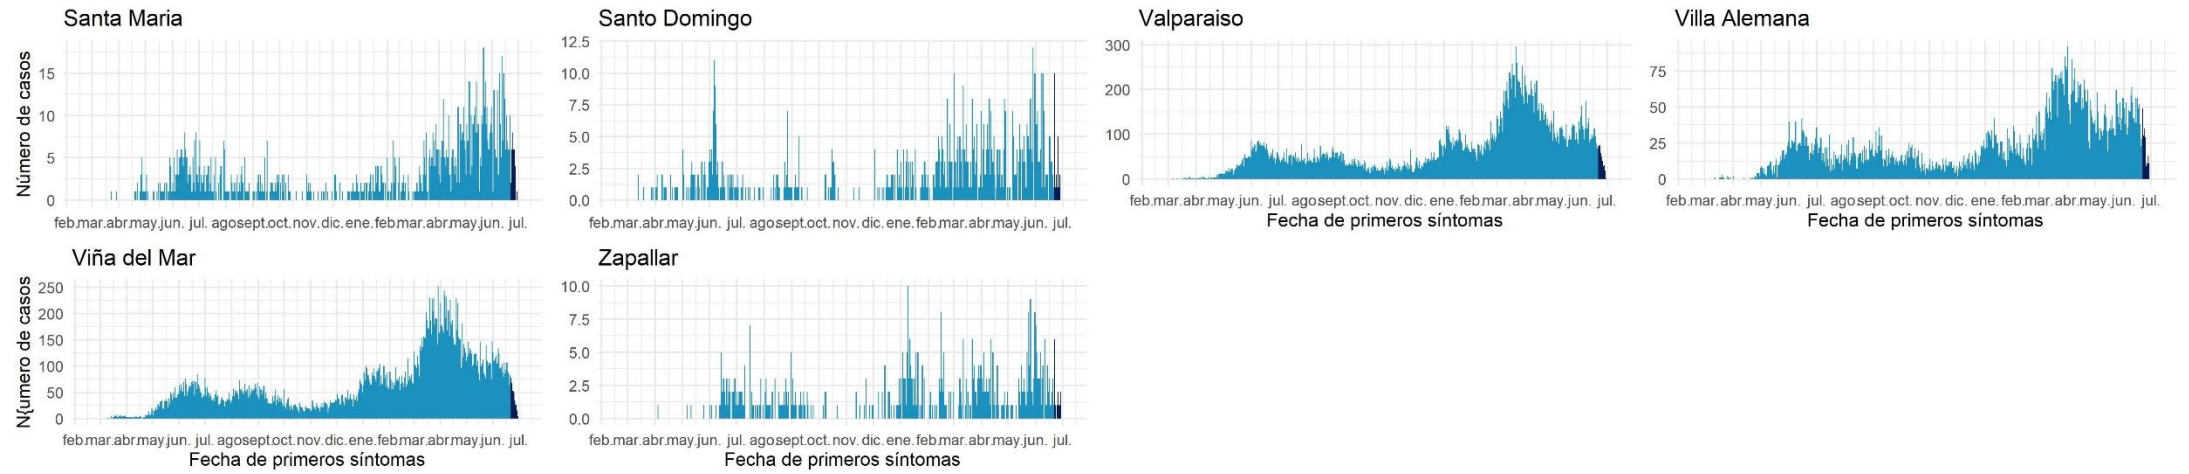 Santa Maria
Santo Domingo
Valparaiso
Villa Alemana
Número de casos
15
10
5
0
12.5
10.0
7.5
5.0
2.5
0.0
300
200
100
0
75
50
25
0
feb.mar.abr.may.jun. jul. agosept.oct. nov. dic. ene. feb.mar.abr.may.jun. jul.
feb.mar.abr.may.jun. jul. agosept.oct. nov. dic. ene. feb.mar.abr.may.jun. jul.
feb.mar.abr.may.jun. jul. agosept.oct. nov. dic. ene. feb.mar.abr.may.jun. jul.
feb.mar.abr.may.jun. jul. agosept.oct. nov. dic. ene. feb.mar.abr.may.jun. jul.
Fecha de primeros síntomas
Fecha de primeros síntomas
Viña del Mar
Zapallar
N{umero de casos
250
200
150
100
50
0
10.0
7.5
5.0
2.5
0.0
feb.mar.abr.may.jun. jul. agosept.oct. nov. dic. ene. feb.mar.abr.may.jun. jul.
feb.mar.abr.may.jun. jul. agosept.oct. nov. dic. ene. feb.mar.abr.may.jun. jul.
Fecha de primeros síntomas
Fecha de primeros síntomas